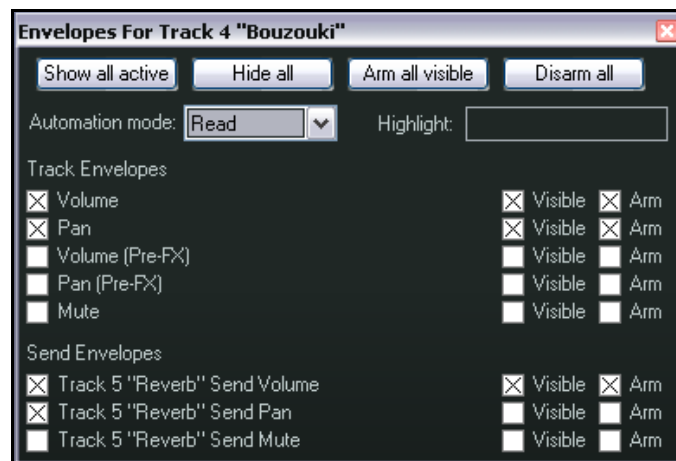 Envelopes For Track 4 "Bouzouki"
Show all active Hide all Arm all visible Disarm all
Automation mode: Read Highlight:
Track Envelopes
Volume Visible Arm
Pan Visible Arm
Volume (Pre-FX) Visible Arm
Pan (Pre-FX) Visible Arm
Mute Visible Arm
Send Envelopes
Track 5 "Reverb" Send Volume Visible Arm
Track 5 "Reverb" Send Pan Visible Arm
Track 5 "Reverb" Send Mute Visible Arm